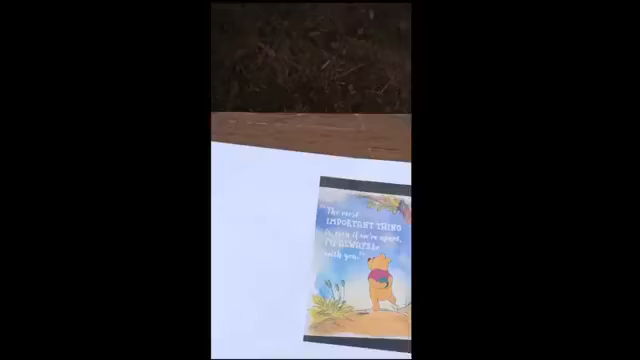 "The most
IMPORTANT THING
is, even if we're apart,
I'll ALWAYS be
with you."